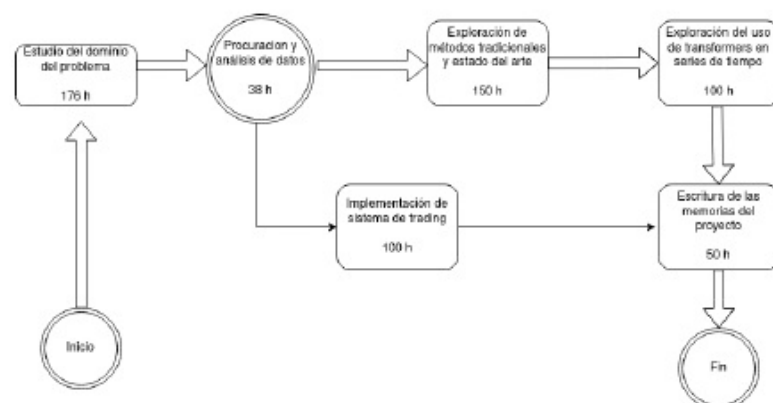 Estudio del dominio
del problema
176 h
Procuracion y
análisis de datos
38 h
Exploración de
métodos tradicionales
y estado del arte
150 h
Exploración del uso
de transformers en
series de tiempo
100 h
Implementación de
sistema de trading
100 h
Escritura de las
memorias del
proyecto
50 h
Inicio
Fin